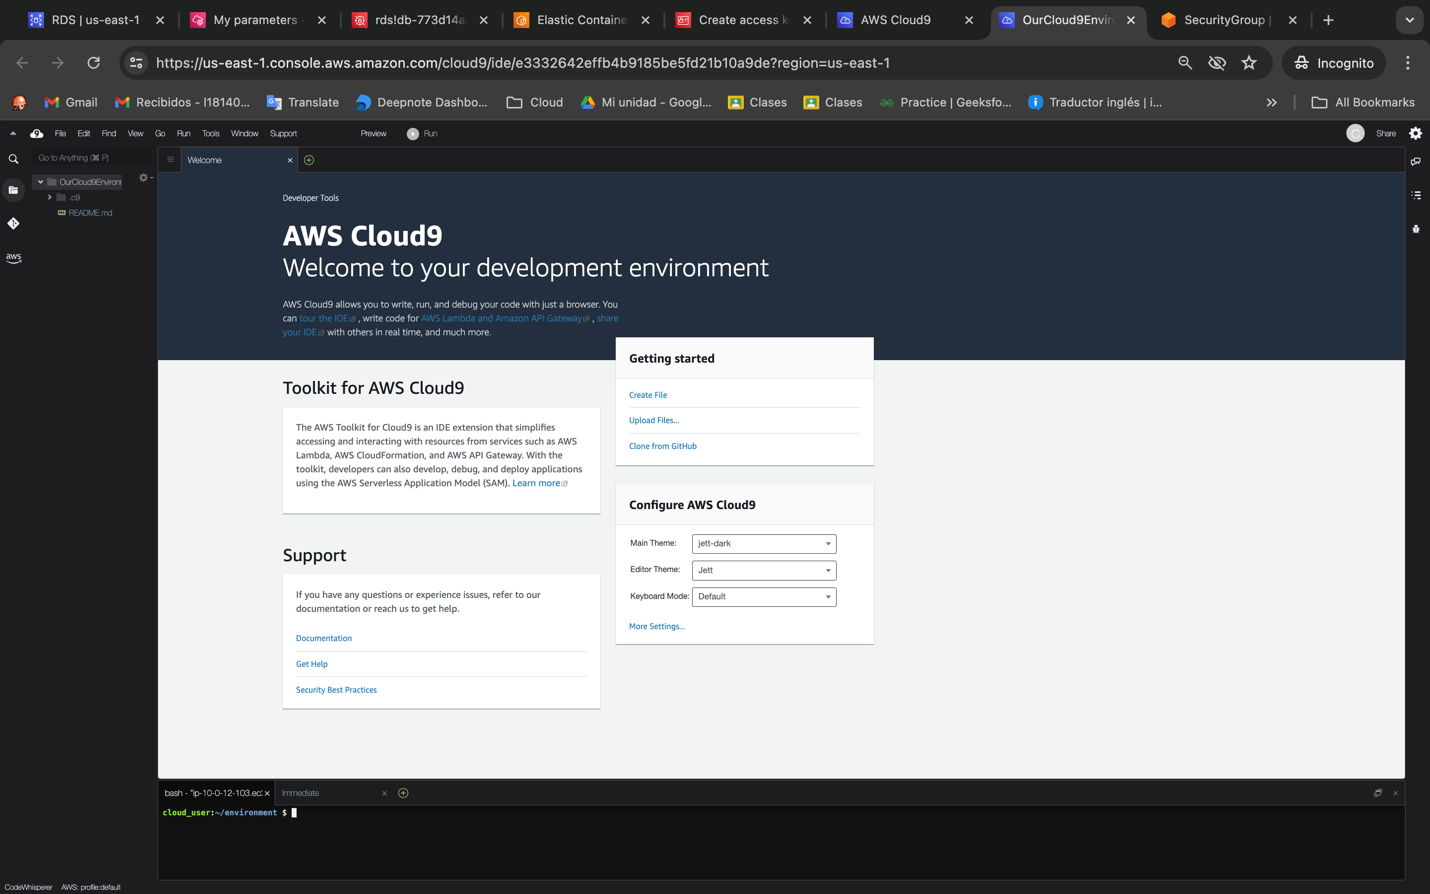 RDS | us-east-1
My parameters
rds!db-773d14a
Elastic Containe
Create access k
AWS Cloud9
OurCloud9Envir
SecurityGroup |
https://us-east-1.console.aws.amazon.com/cloud9/ide/e3332642effb4b9185be5fd21b10a9de?region=us-east-1
Incognito
Gmail
Recibidos - l18140...
Translate
Deepnote Dashbo...
Cloud
Mi unidad - Googl...
Clases
Clases
Practice | Geeksfo...
Traductor inglés | i...
All Bookmarks
File Edit Find View Go Run Tools Window Support Preview Run
C Share
Go to Anything (⌘ P)
Welcome
OurCloud9Environm
.c9
README.md
aws
Developer Tools
AWS Cloud9
Welcome to your development environment
AWS Cloud9 allows you to write, run, and debug your code with just a browser. You
can tour the IDE , write code for AWS Lambda and Amazon API Gateway , share
your IDE with others in real time, and much more.
Getting started
Create File
Upload Files...
Clone from GitHub
Toolkit for AWS Cloud9
The AWS Toolkit for Cloud9 is an IDE extension that simplifies
accessing and interacting with resources from services such as AWS
Lambda, AWS CloudFormation, and AWS API Gateway. With the
toolkit, developers can also develop, debug, and deploy applications
using the AWS Serverless Application Model (SAM). Learn more
Configure AWS Cloud9
Main Theme: jett-dark
Editor Theme: Jett
Keyboard Mode: Default
More Settings...
Support
If you have any questions or experience issues, refer to our
documentation or reach us to get help.
Documentation
Get Help
Security Best Practices
bash - "ip-10-0-12-103.ec2
Immediate
cloud_user:~/environment $
CodeWhisperer AWS: profile:default